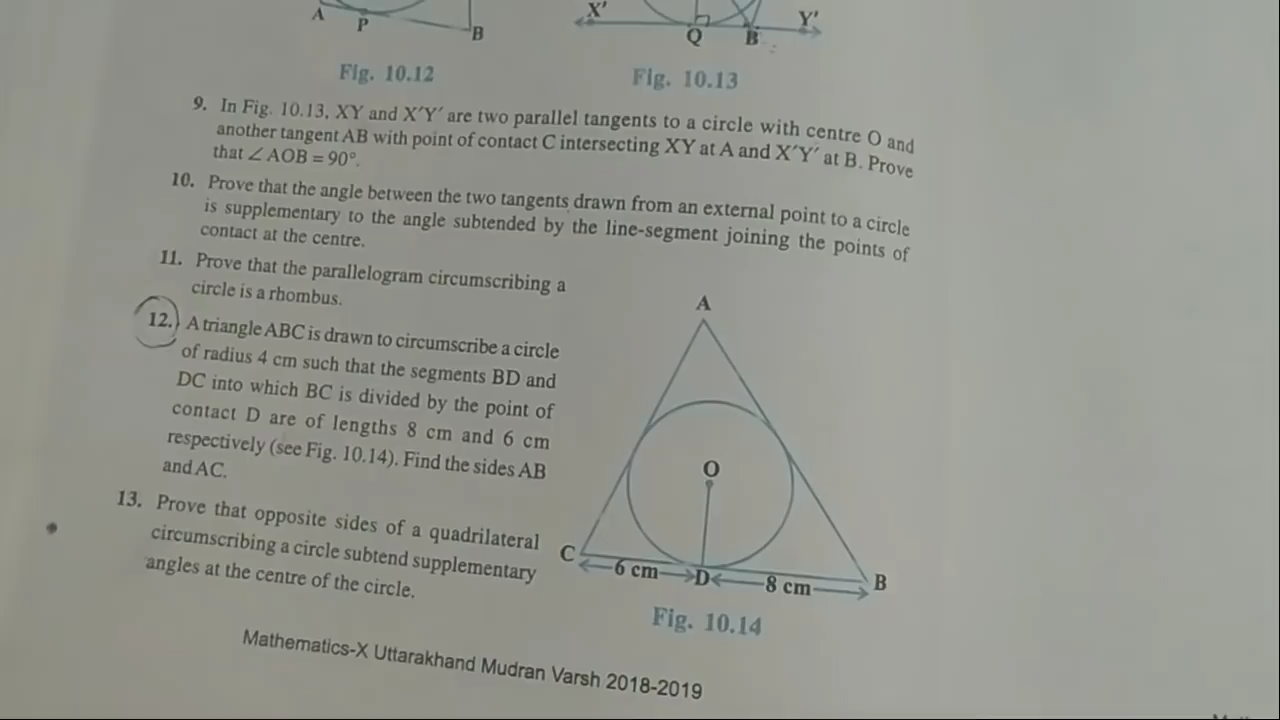 A
P
B
X'
Q
B
Y'
Fig. 10.12
Fig. 10.13
9. In Fig. 10.13, XY and X′Y′ are two parallel tangents to a circle with centre O and
another tangent AB with point of contact C intersecting XY at A and X′Y′ at B. Prove
that ∠AOB = 90°.
10. Prove that the angle between the two tangents drawn from an external point to a circle
is supplementary to the angle subtended by the line-segment joining the points of
contact at the centre.
11. Prove that the parallelogram circumscribing a
circle is a rhombus.
12. A triangle ABC is drawn to circumscribe a circle
of radius 4 cm such that the segments BD and
DC into which BC is divided by the point of
contact D are of lengths 8 cm and 6 cm
respectively (see Fig. 10.14). Find the sides AB
and AC.
13. Prove that opposite sides of a quadrilateral
circumscribing a circle subtend supplementary
angles at the centre of the circle.
A
O
C
6 cm
D
8 cm
B
Fig. 10.14
Mathematics-X Uttarakhand Mudran Varsh 2018-2019